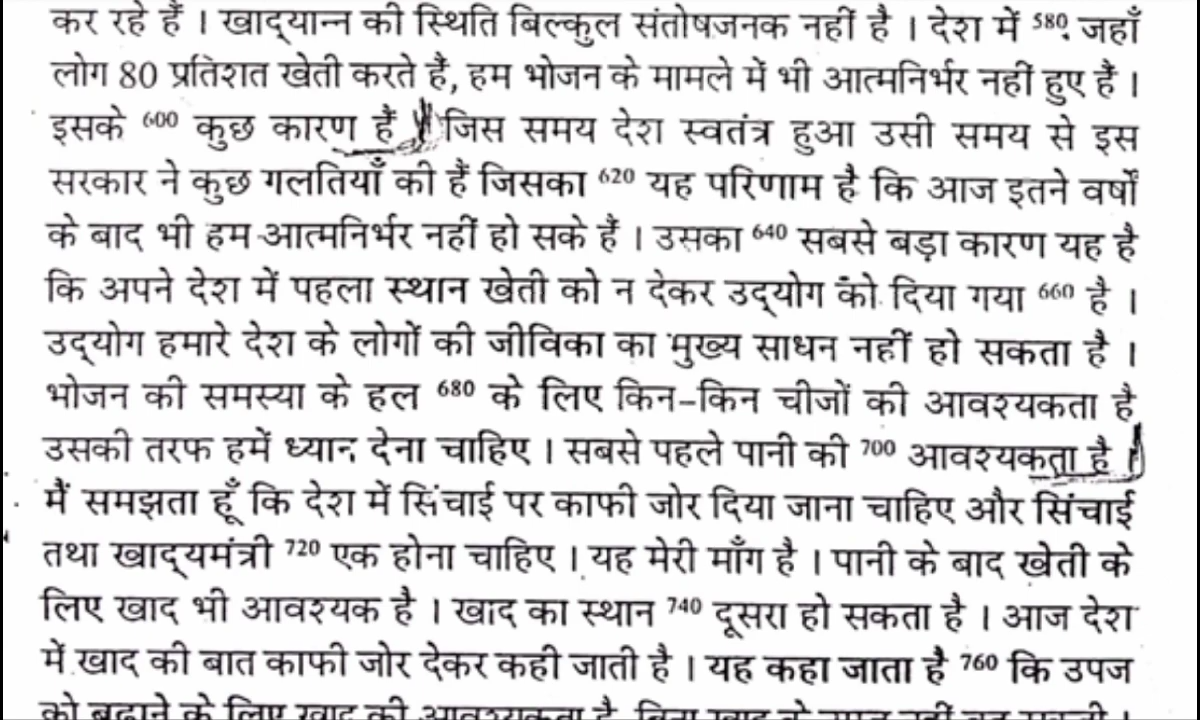 कर रहे हैं । खाद्यान्न की स्थिति बिल्कुल संतोषजनक नहीं है । देश में 580 जहाँ
लोग 80 प्रतिशत खेती करते हैं, हम भोजन के मामले में भी आत्मनिर्भर नहीं हुए हैं ।
इसके 600 कुछ कारण हैं । जिस समय देश स्वतंत्र हुआ उसी समय से इस
सरकार ने कुछ गलतियाँ की हैं जिसका 620 यह परिणाम है कि आज इतने वर्षों
के बाद भी हम आत्मनिर्भर नहीं हो सके हैं । उसका 640 सबसे बड़ा कारण यह है
कि अपने देश में पहला स्थान खेती को न देकर उद्योग को दिया गया 660 है ।
उद्योग हमारे देश के लोगों की जीविका का मुख्य साधन नहीं हो सकता है ।
भोजन की समस्या के हल 680 के लिए किन-किन चीजों की आवश्यकता है
उसकी तरफ हमें ध्यान देना चाहिए । सबसे पहले पानी की 700 आवश्यकता है ।
मैं समझता हूँ कि देश में सिंचाई पर काफी जोर दिया जाना चाहिए और सिंचाई
तथा खाद्यमंत्री 720 एक होना चाहिए । यह मेरी माँग है । पानी के बाद खेती के
लिए खाद भी आवश्यक है । खाद का स्थान 740 दूसरा हो सकता है । आज देश
में खाद की बात काफी जोर देकर कही जाती है । यह कहा जाता है 760 कि उपज
को बढ़ाने के लिए खाद की आवश्यकता है